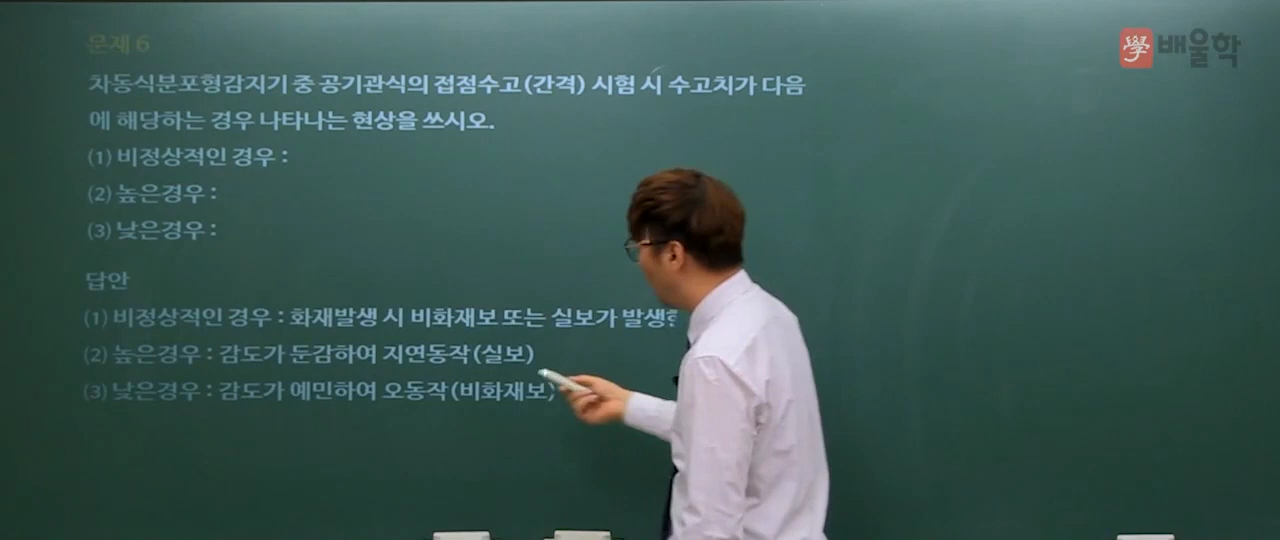 문제 6
學 배울학
차동식분포형감지기 중 공기관식의 접점수고(간격) 시험 시 수고치가 다음
에 해당하는 경우 나타나는 현상을 쓰시오.
(1) 비정상적인 경우 :
(2) 높은경우 :
(3) 낮은경우 :
답안
(1) 비정상적인 경우 : 화재발생 시 비화재보 또는 실보가
(2) 높은경우 : 감도가 둔감하여 지연동작(실보)
(3) 낮은경우 : 감도가 예민하여 오동작(비화재보)